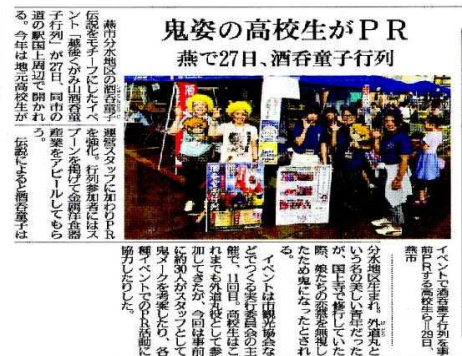 鬼姿の高校生がPR
燕で27日、酒呑童子行列
燕市分水地区の酒呑童子
伝説をモチーフにしたイベ
ント「越後くがみ山酒呑童
子行列」が27日、同市の
道の駅国上周辺で開かれ
る。今年は地元高校生が
運営スタッフに加わりPR
を強化。行列参加者にはス
プーンを掲げて金属洋食器
産業をアピールしてもら
う。
伝説によると酒呑童子は
イベントで酒呑童子行列を事
前PRする高校生ら=8日、
燕市
分水地区生まれ。外道丸と
いう名の美しい青年だった
が、国上寺で修行していた
際、娘たちの恋慕を無視し
たため鬼になったとされ
る。
イベントは市観光協会な
どでつくる実行委員会の主
催で、11回目。高校生はこ
れまでも外道丸役として参
加してきたが、今回は事前
に約30人がスタッフとして
鬼メークを考案したり、各
種イベントでのPR活動に
協力したりした。